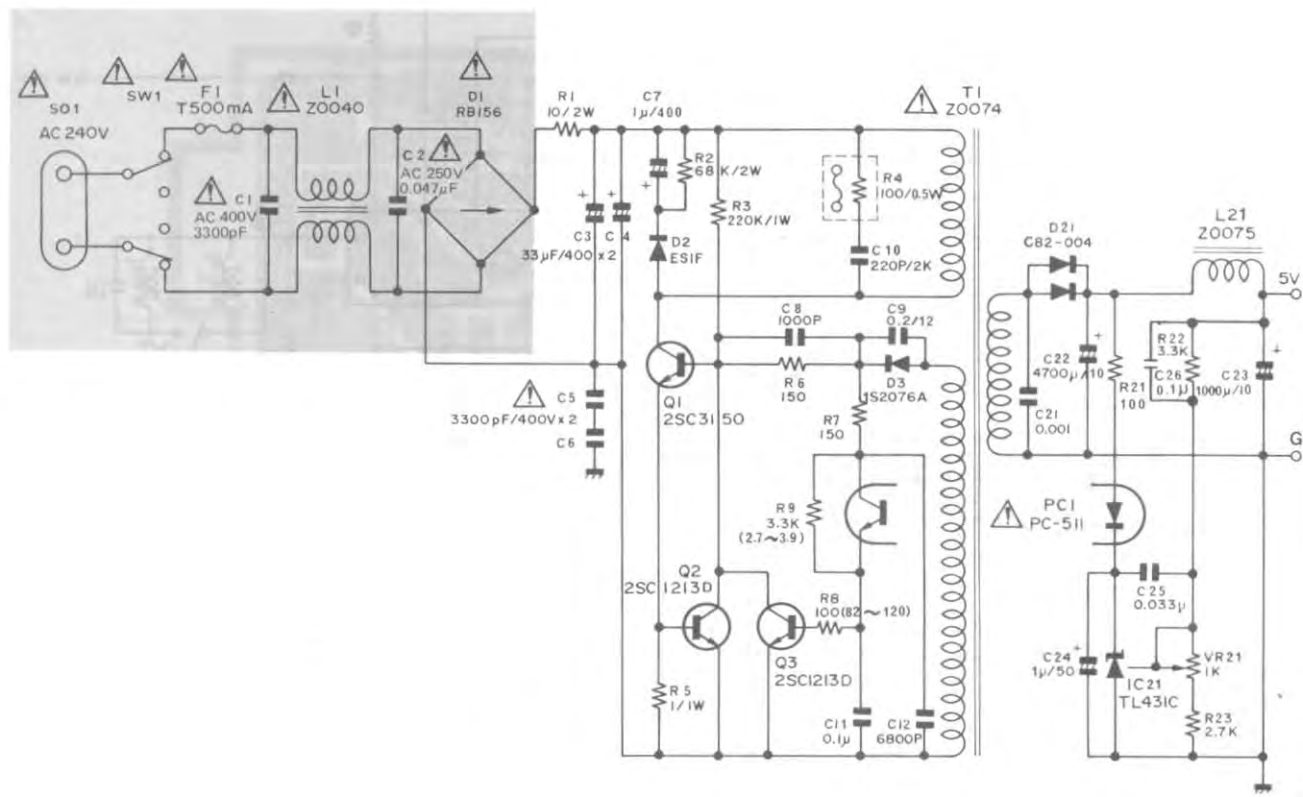 SO1
AC 240V
SW1
F1
T500mA
L1
Z0040
D1
RB156
C1
AC 400V
3300pF
C2
AC 250V
0.047µF
R1
10/2W
C7
1µ/400
R2
68K/2W
R3
220K/1W
C3
C4
33µF/400 x 2
D2
ES1F
R4
100/0.5W
C10
220P/2K
T1
Z0074
C5
3300pF/400V x 2
C6
Q1
2SC3150
C8
1000P
C9
0.2/12
R6
150
D3
1S2076A
R7
150
R9
3.3K
(2.7~3.9)
Q2
2SC1213D
R8
100(82~120)
Q3
2SC1213D
R5
1/1W
C11
0.1µ
C12
6800P
D21
C82-004
L21
Z0075
5V
C22
4700µ/10
C21
0.001
R21
100
R22
3.3K
C26
0.1µ
C23
1000µ/10
G
PC1
PC-511
C25
0.033µ
C24
1µ/50
IC21
TL431C
VR21
1K
R23
2.7K